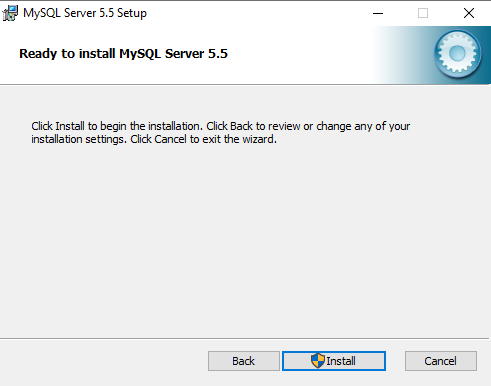 MySQL Server 5.5 Setup
Ready to install MySQL Server 5.5
Click Install to begin the installation. Click Back to review or change any of your
installation settings. Click Cancel to exit the wizard.
Back
Install
Cancel